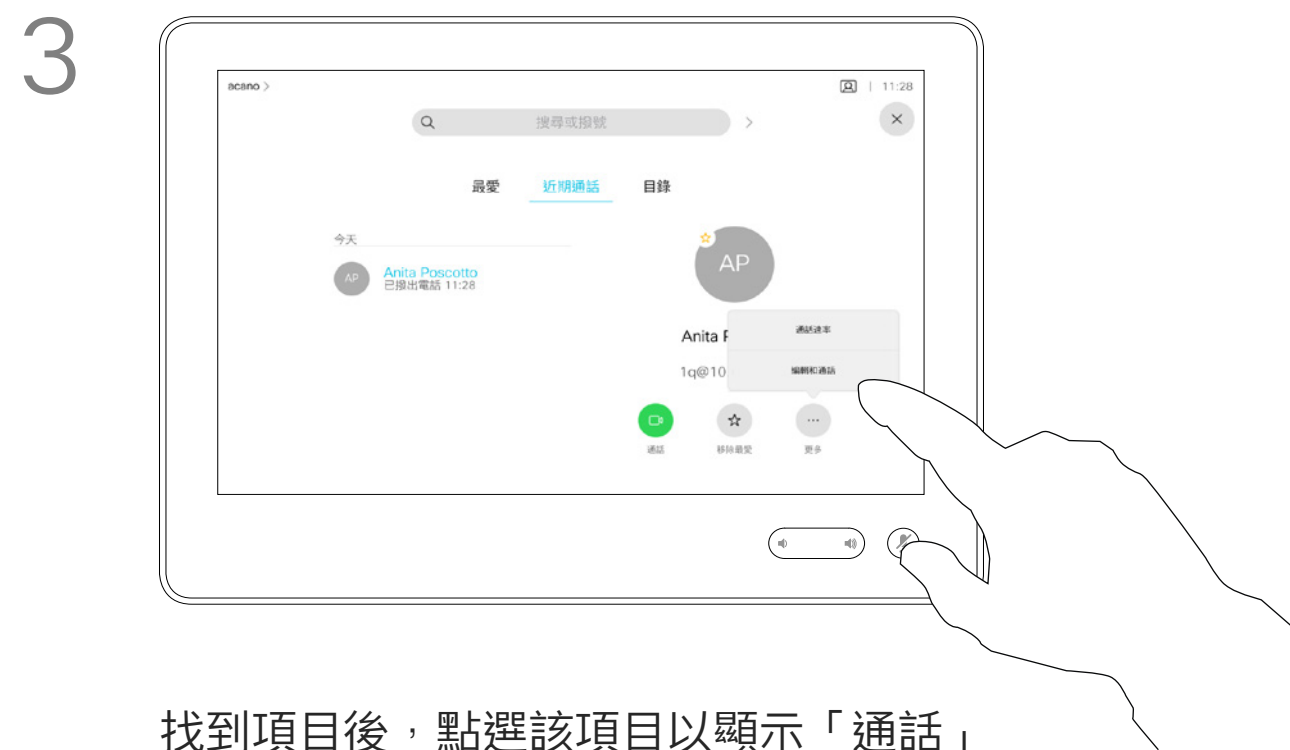 3
acano >
11:28
搜尋或撥號
最愛
近期通話
目錄
今天
AP
Anita Poscotto
已撥出電話 11:28
AP
Anita P
通話速率
1q@10
編輯和通話
通話
移除最愛
更多
找到項目後，點選該項目以顯示「通話」